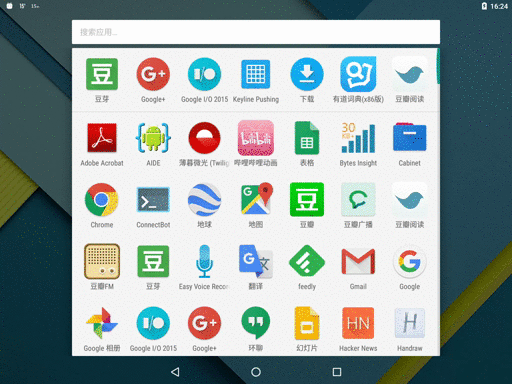 16:24
搜索应用...
豆
豆芽
Google+
Google I/O 2015
Keyline Pushing
下载
有道词典(x86版)
豆瓣阅读
Adobe Acrobat
AIDE
薄暮微光 (Twilig
bilibili
哔哩哔哩动画
表格
30
Bytes Insight
Cabinet
Chrome
ConnectBot
地球
地图
豆
豆瓣
豆瓣广播
豆瓣阅读
豆瓣FM
豆
豆芽
Easy Voice Recor
翻译
feedly
Gmail
Google
Google 相册
Google I/O 2015
Google+
环聊
幻灯片
HN
Hacker News
Handraw